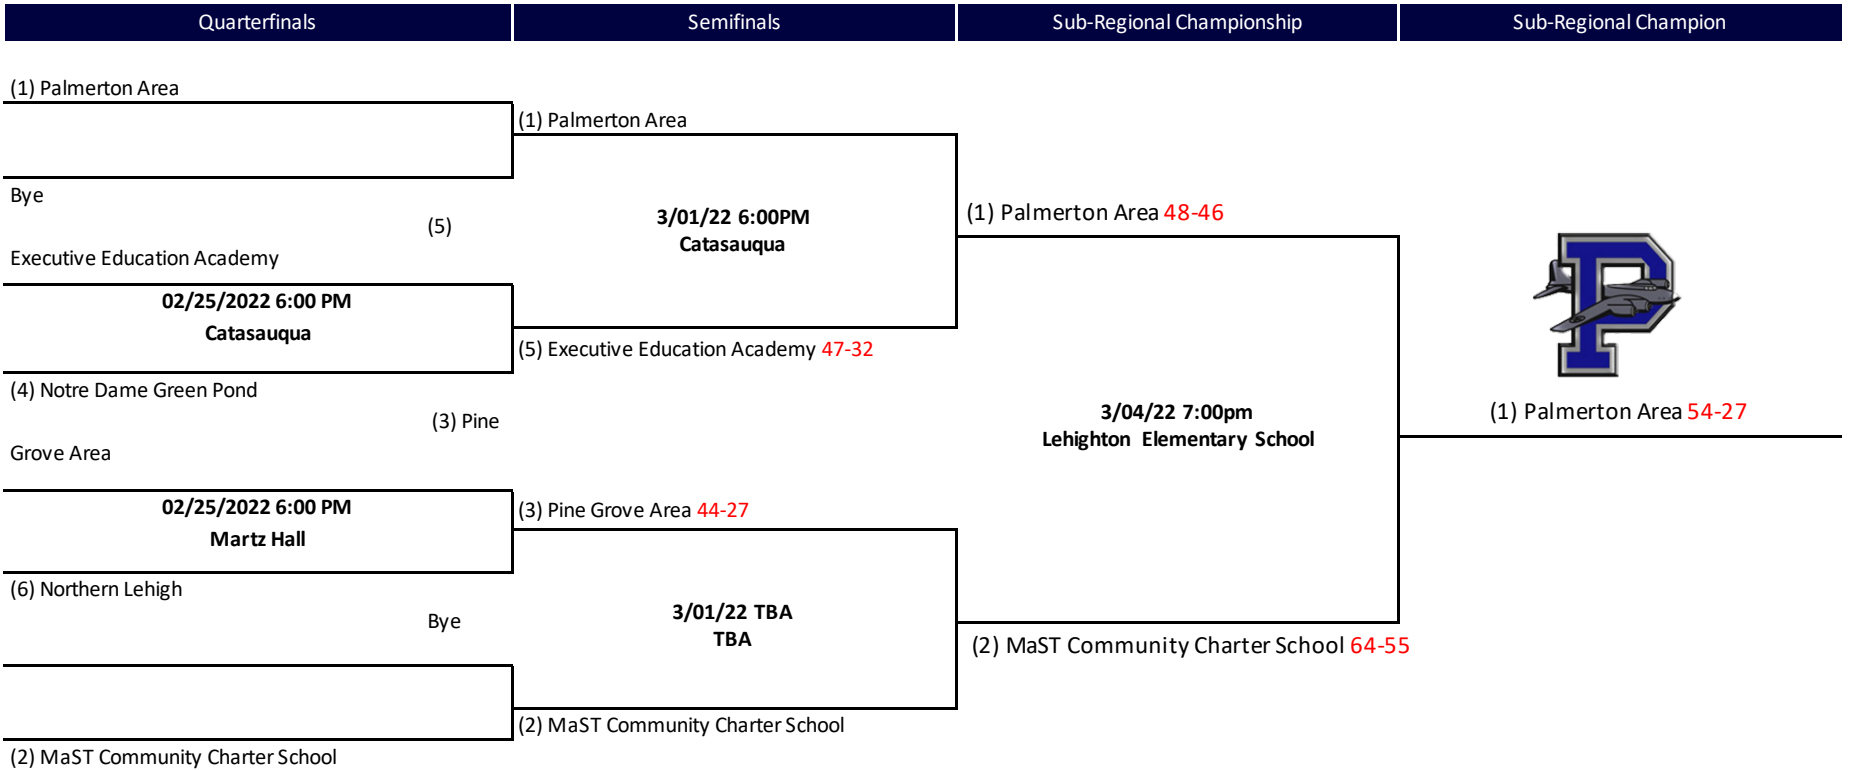 Quarterfinals
Semifinals
Sub-Regional Championship
Sub-Regional Champion
(1) Palmerton Area
Bye
(5)
Executive Education Academy
02/25/2022 6:00 PM
Catasauqua
(4) Notre Dame Green Pond
(3) Pine
Grove Area
02/25/2022 6:00 PM
Martz Hall
(6) Northern Lehigh
Bye
(2) MaST Community Charter School
(1) Palmerton Area
3/01/22 6:00PM
Catasauqua
(5) Executive Education Academy 47-32
(3) Pine Grove Area 44-27
3/01/22 TBA
TBA
(2) MaST Community Charter School
(1) Palmerton Area 48-46
3/04/22 7:00pm
Lehighton Elementary School
(2) MaST Community Charter School 64-55
P
(1) Palmerton Area 54-27